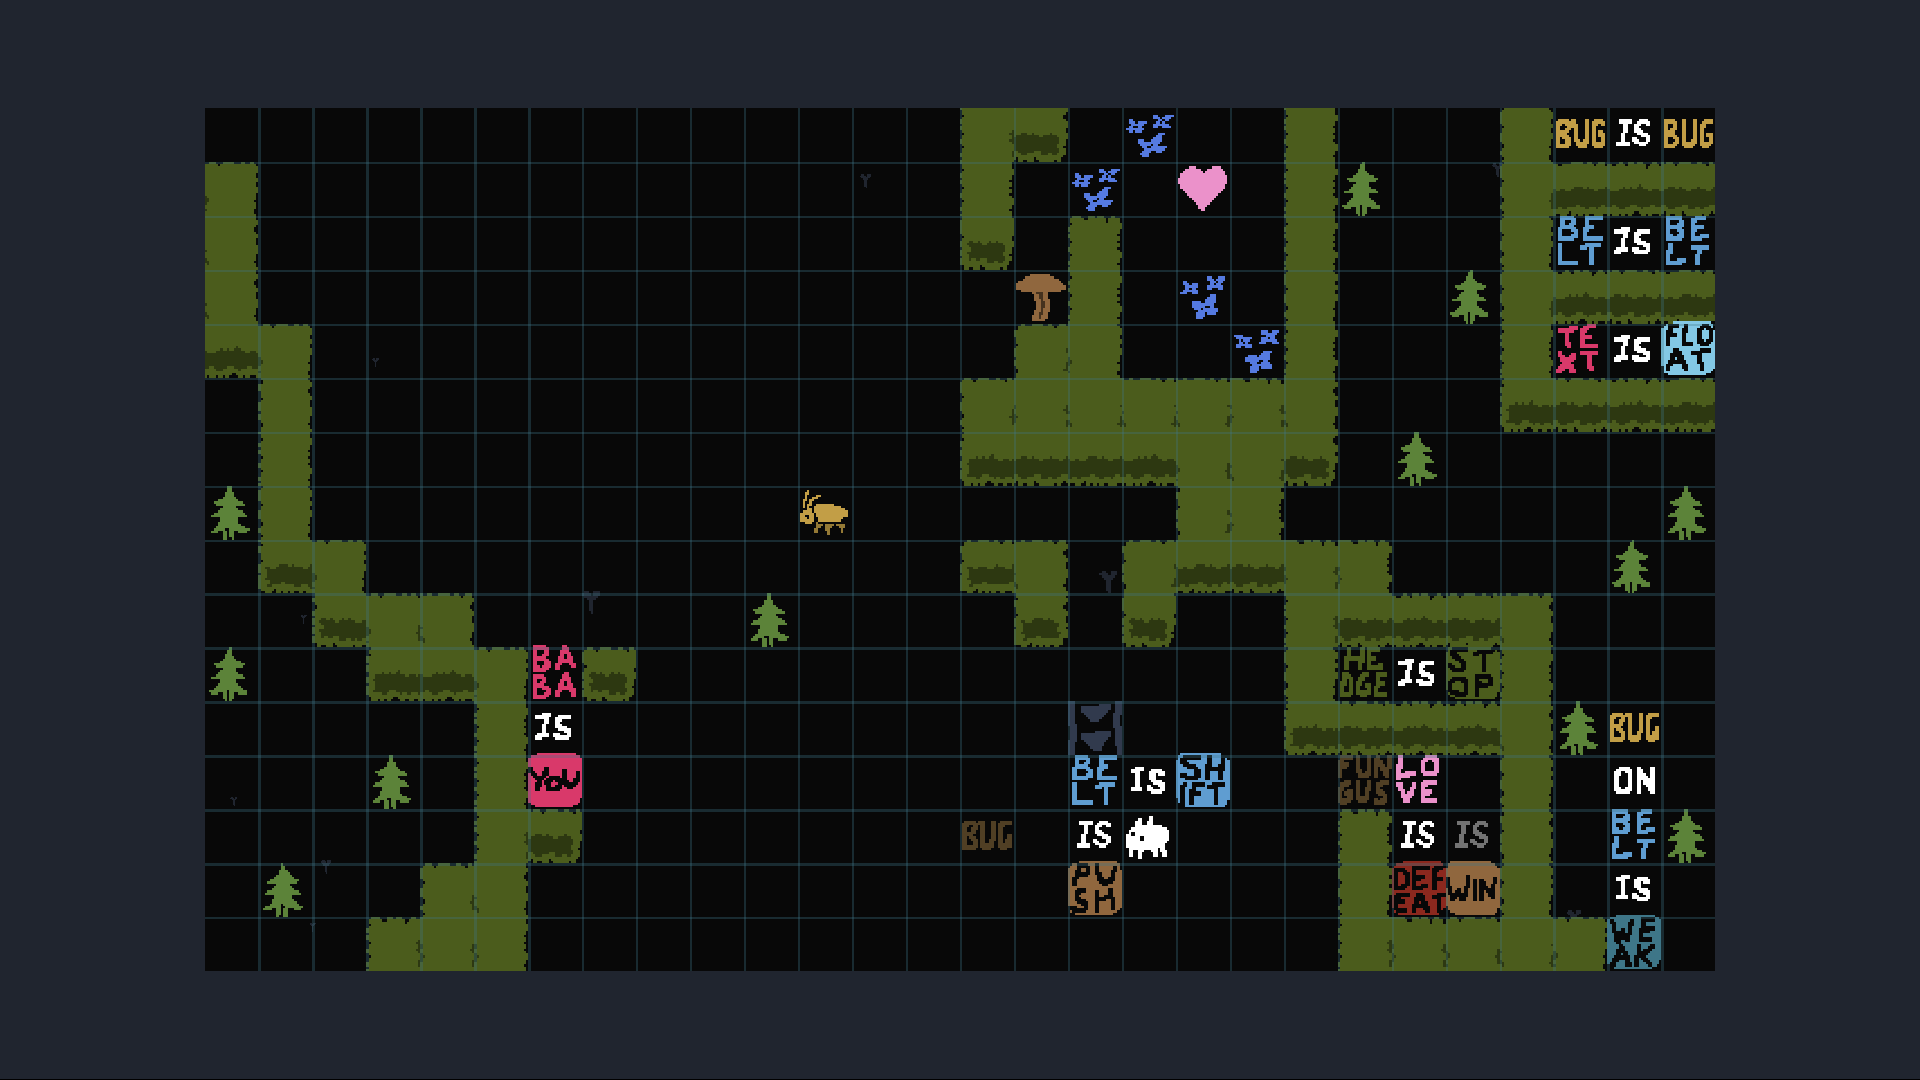 BUG IS BUG
BELT IS BELT
TEXT IS FLOAT
BABA
HEDGE IS STOP
IS
BUG
YOU
BELT IS SHIFT
FUNGUS LOVE
ON
BUG
IS
IS IS
BELT
PUSH
DEFEAT WIN
IS
WEAK